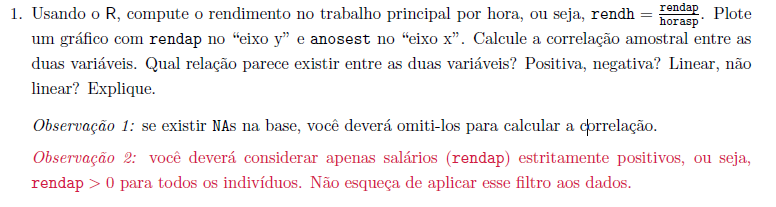 1. Usando o R, compute o rendimento no trabalho principal por hora, ou seja, rendh = rendap/horasp. Plote
um gráfico com rendap no “eixo y” e anosest no “eixo x”. Calcule a correlação amostral entre as
duas variáveis. Qual relação parece existir entre as duas variáveis? Positiva, negativa? Linear, não
linear? Explique.
Observação 1: se existir NAs na base, você deverá omiti-los para calcular a correlação.
Observação 2: você deverá considerar apenas salários (rendap) estritamente positivos, ou seja,
rendap > 0 para todos os indivíduos. Não esqueça de aplicar esse filtro aos dados.